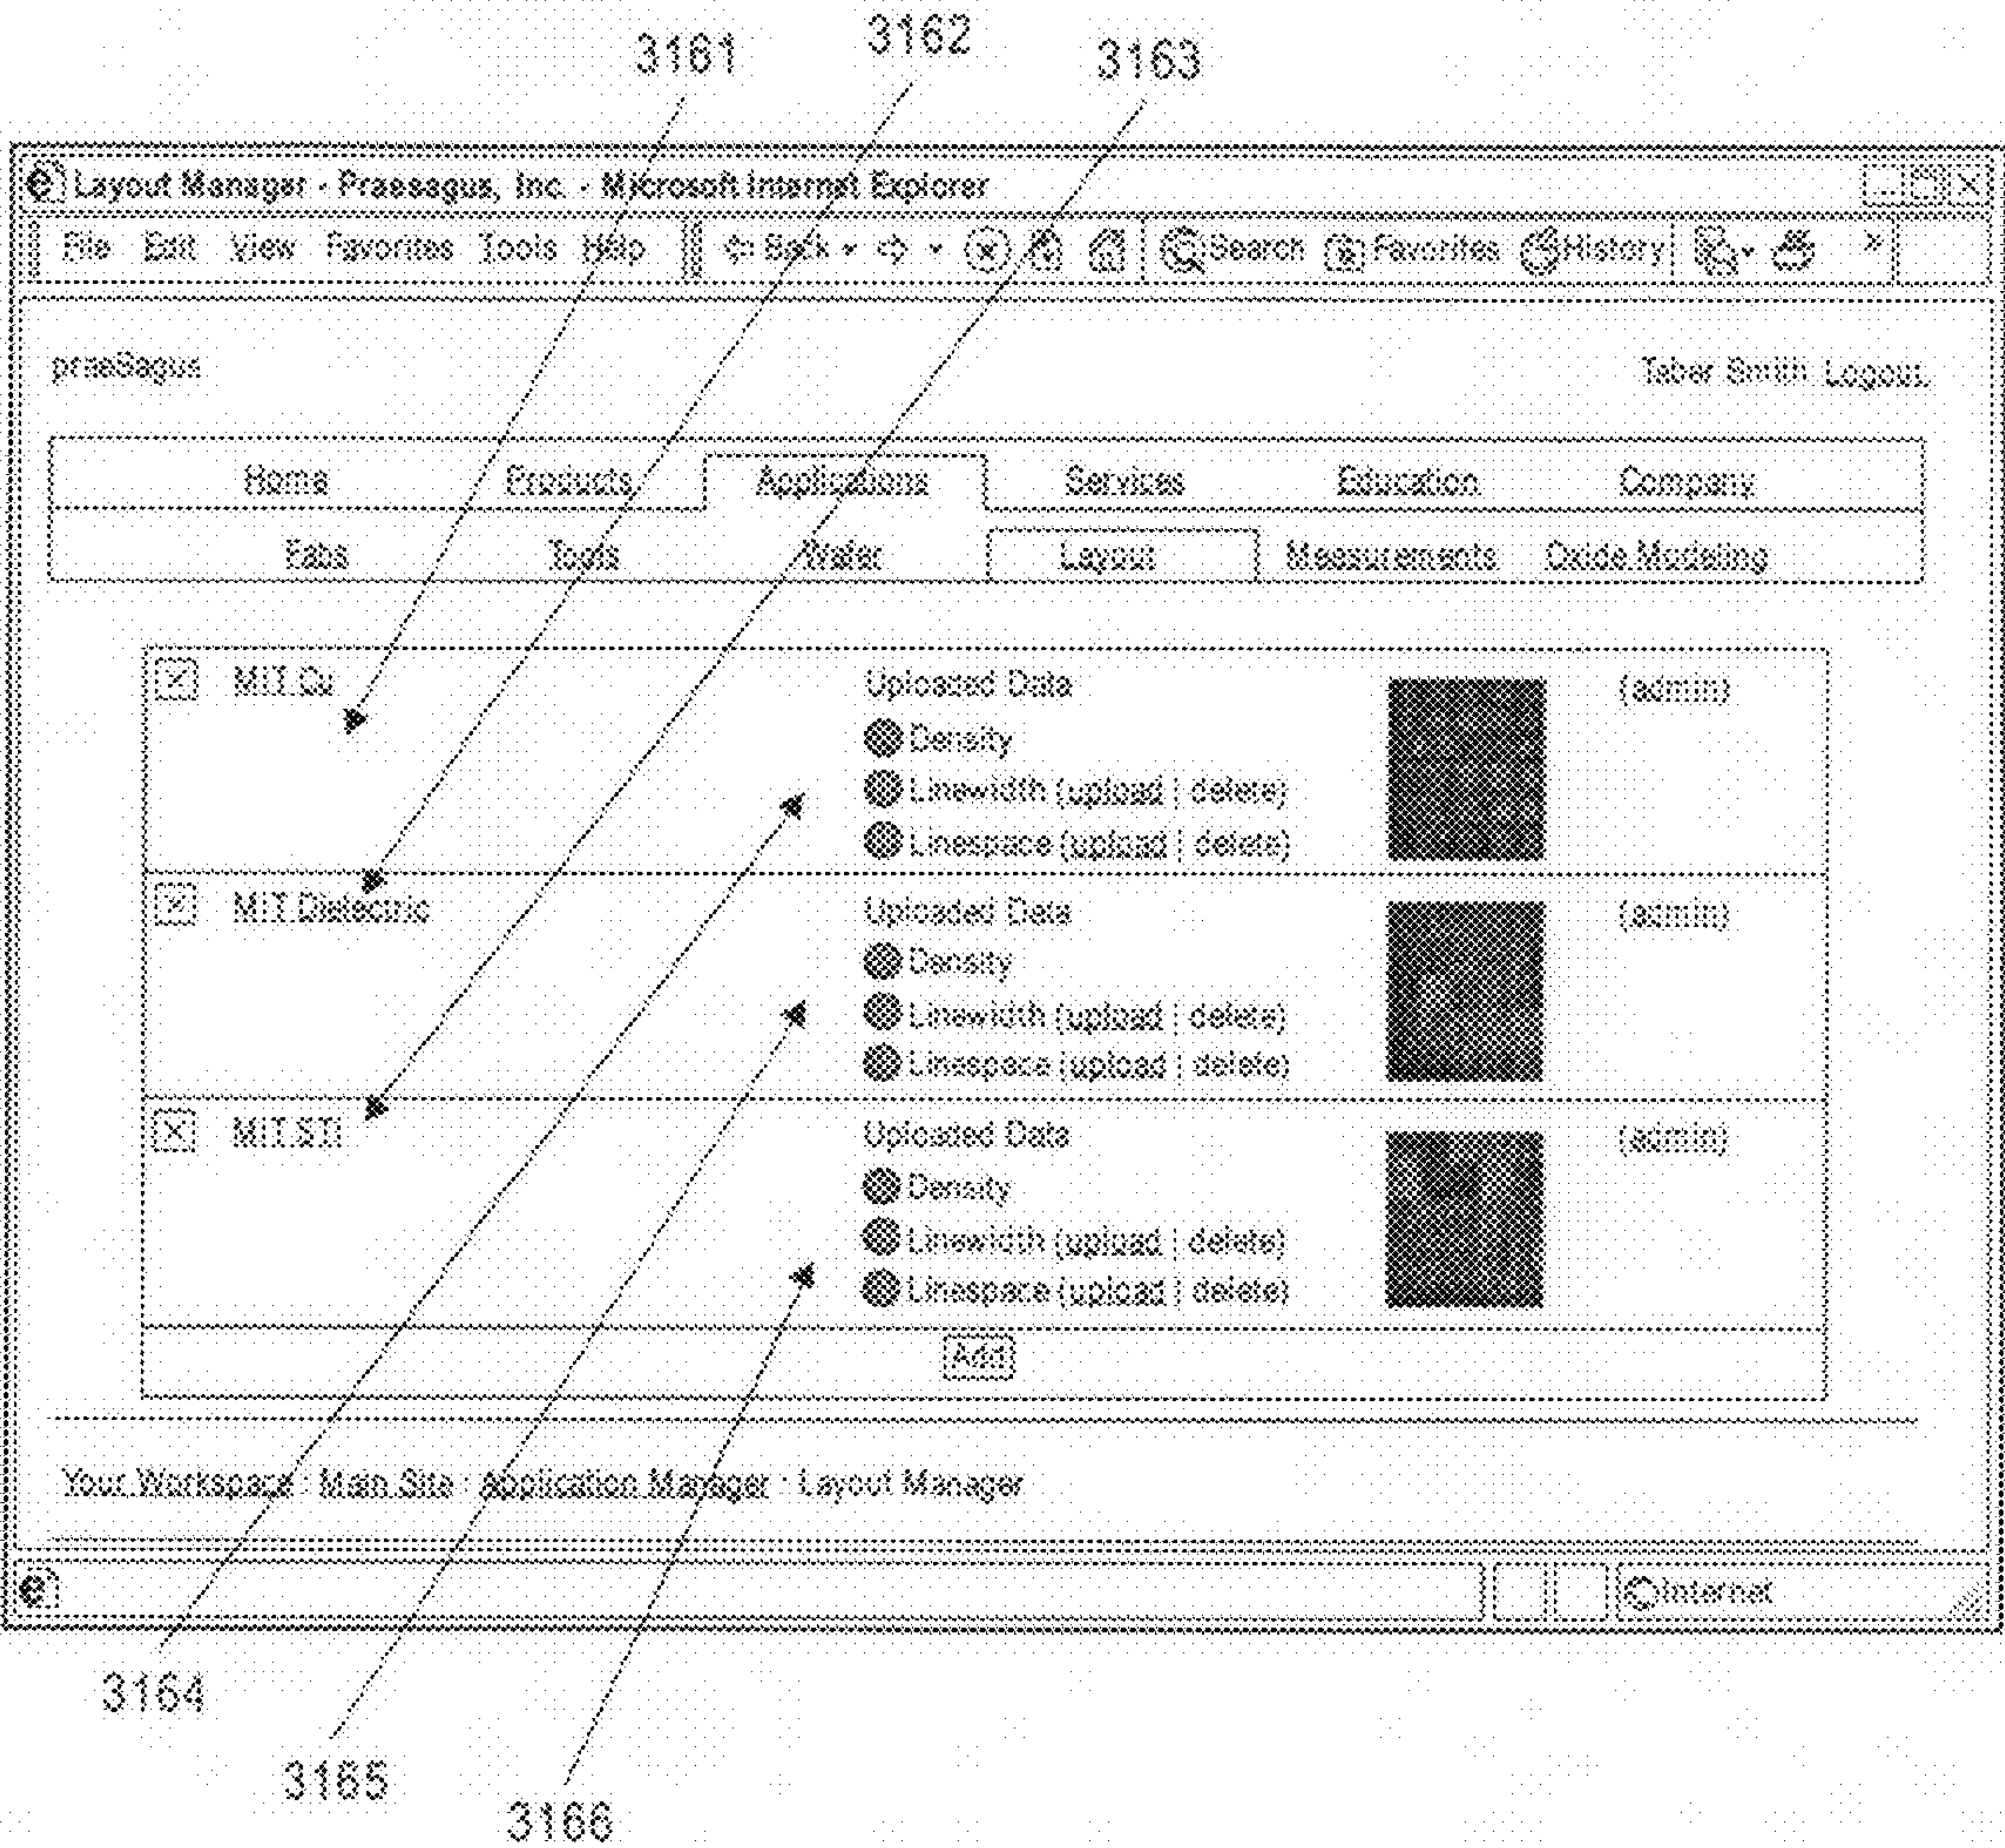 3161 3162 3163
Layout Manager - Praesagus, Inc. - Microsoft Internet Explorer
File Edit View Favorites Tools Help Back Search Favorites History »
praeSagus Taber Smith Logout
Home Products Applications Services Education Company
Fabs Tools Wafer Layout Measurements Oxide Modeling
MIT Cu Uploaded Data (admin)
Density
Linewidth (upload | delete)
Linespace (upload | delete)
MIT Dielectric Uploaded Data (admin)
Density
Linewidth (upload | delete)
Linespace (upload | delete)
MIT STI Uploaded Data (admin)
Density
Linewidth (upload | delete)
Linespace (upload | delete)
Add
Your Workspace : Main Site : Application Manager : Layout Manager
Internet
3164
3165
3166